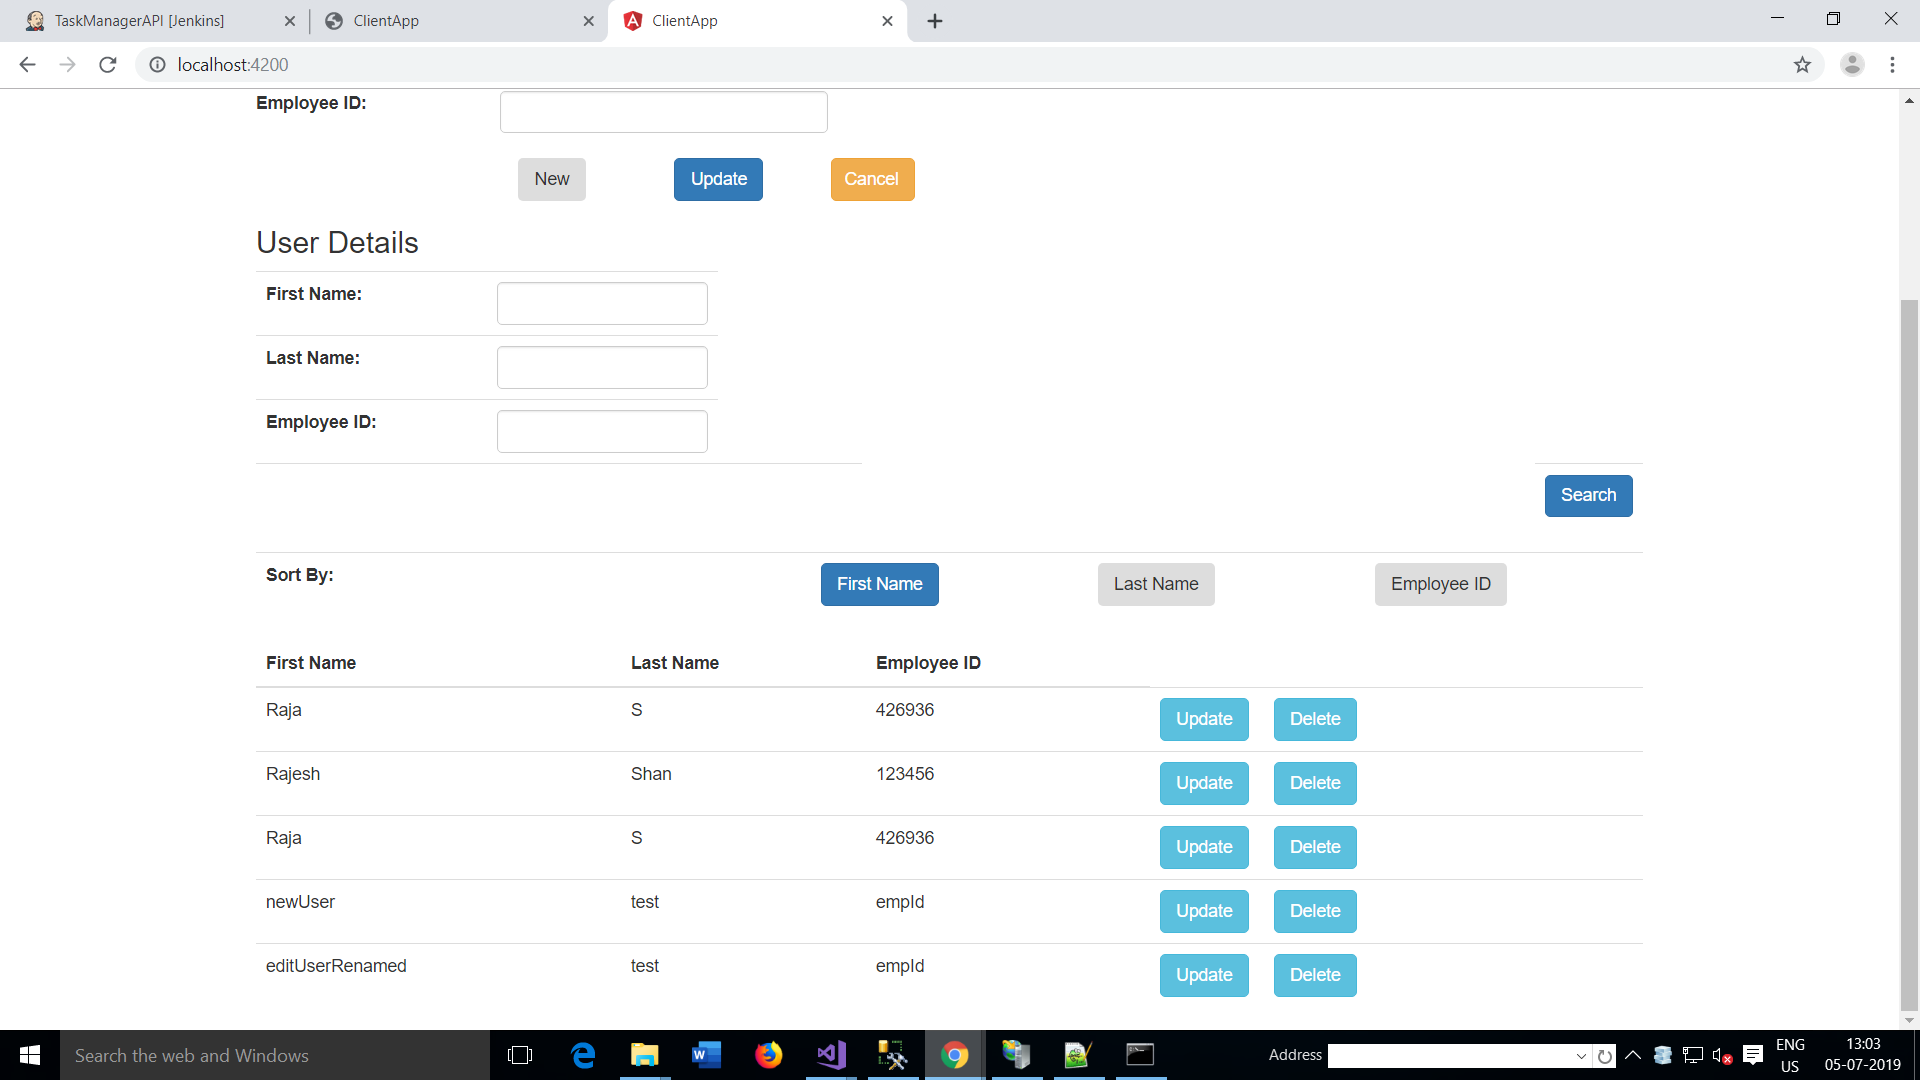 TaskManagerAPI [Jenkins]
ClientApp
ClientApp
localhost:4200
Employee ID:
New Update Cancel
User Details
First Name:
Last Name:
Employee ID:
Search
Sort By: First Name Last Name Employee ID
First Name Last Name Employee ID
Raja S 426936 Update Delete
Rajesh Shan 123456 Update Delete
Raja S 426936 Update Delete
newUser test empId Update Delete
editUserRenamed test empId Update Delete
Search the web and Windows
Address
ENG
US
13:03
05-07-2019